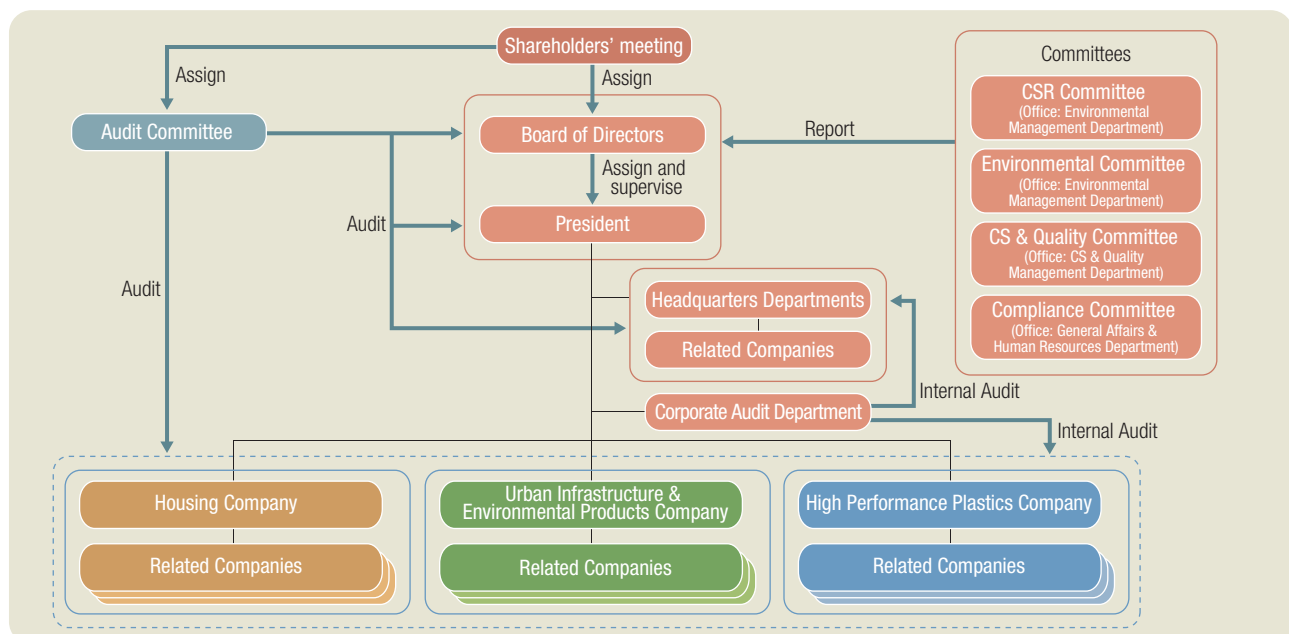 Shareholders' meeting
Assign
Assign
Audit Committee
Board of Directors
Assign and
supervise
President
Audit
Audit
Report
Committees
CSR Committee
(Office: Environmental
Management Department)
Environmental Committee
(Office: Environmental
Management Department)
CS & Quality Committee
(Office: CS & Quality
Management Department)
Compliance Committee
(Office: General Affairs &
Human Resources Department)
Headquarters Departments
Related Companies
Internal Audit
Corporate Audit Department
Internal Audit
Housing Company
Related Companies
Urban Infrastructure &
Environmental Products Company
Related Companies
High Performance Plastics Company
Related Companies